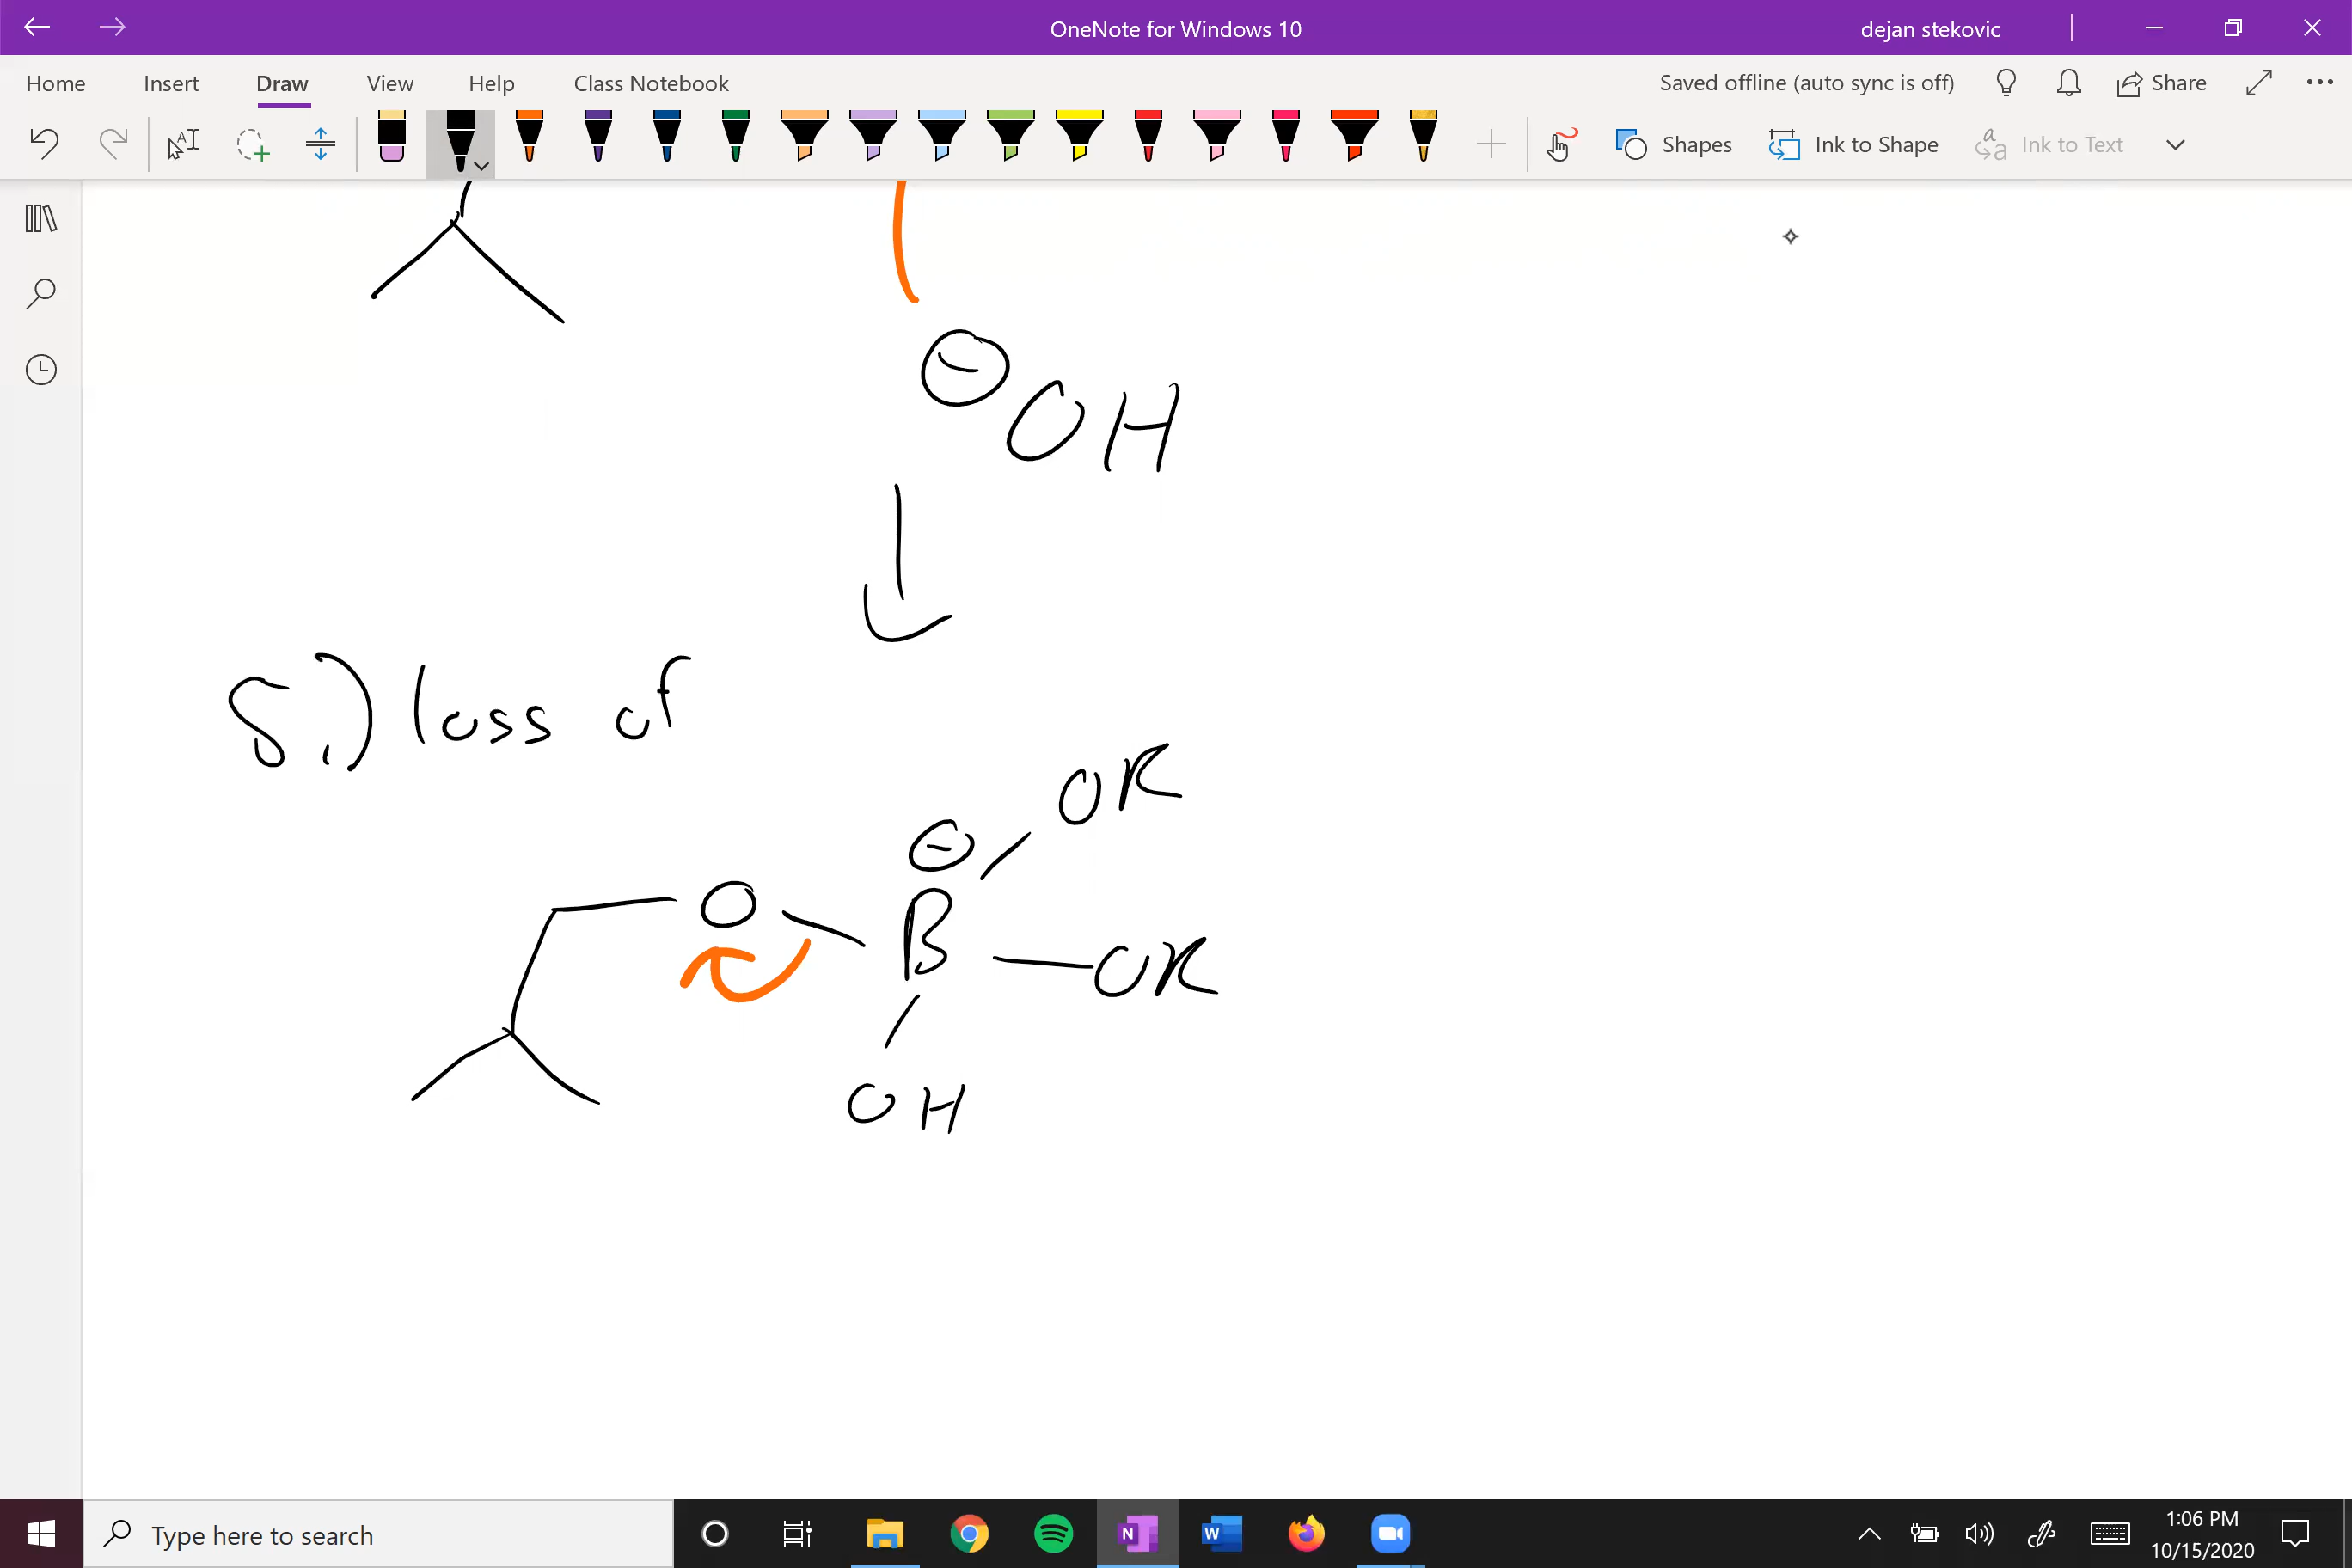 OneNote for Windows 10
dejan stekovic
Home Insert Draw View Help Class Notebook
Saved offline (auto sync is off) Share
Shapes Ink to Shape Ink to Text
⊖OH
8.) loss of
OR
⊖
O B OR
OH
Type here to search
1:06 PM
10/15/2020